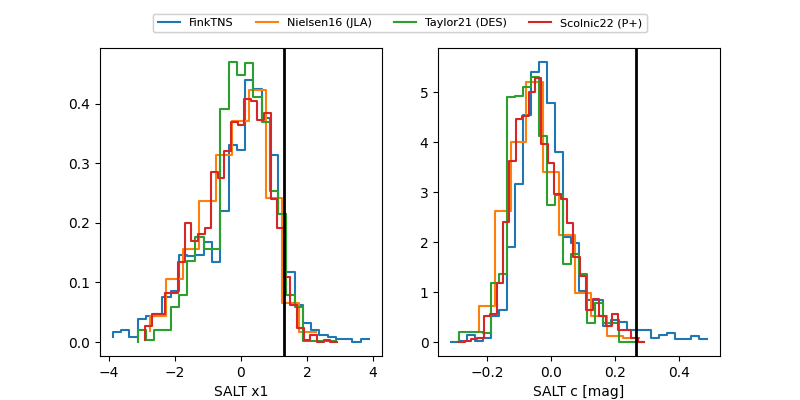 FinkTNS Nielsen16 (JLA) Taylor21 (DES) Scolnic22 (P+)
0.4
0.3
0.2
0.1
0.0
−4 −2 0 2 4
SALT x1
5
4
3
2
1
0
−0.2 0.0 0.2 0.4
SALT c [mag]